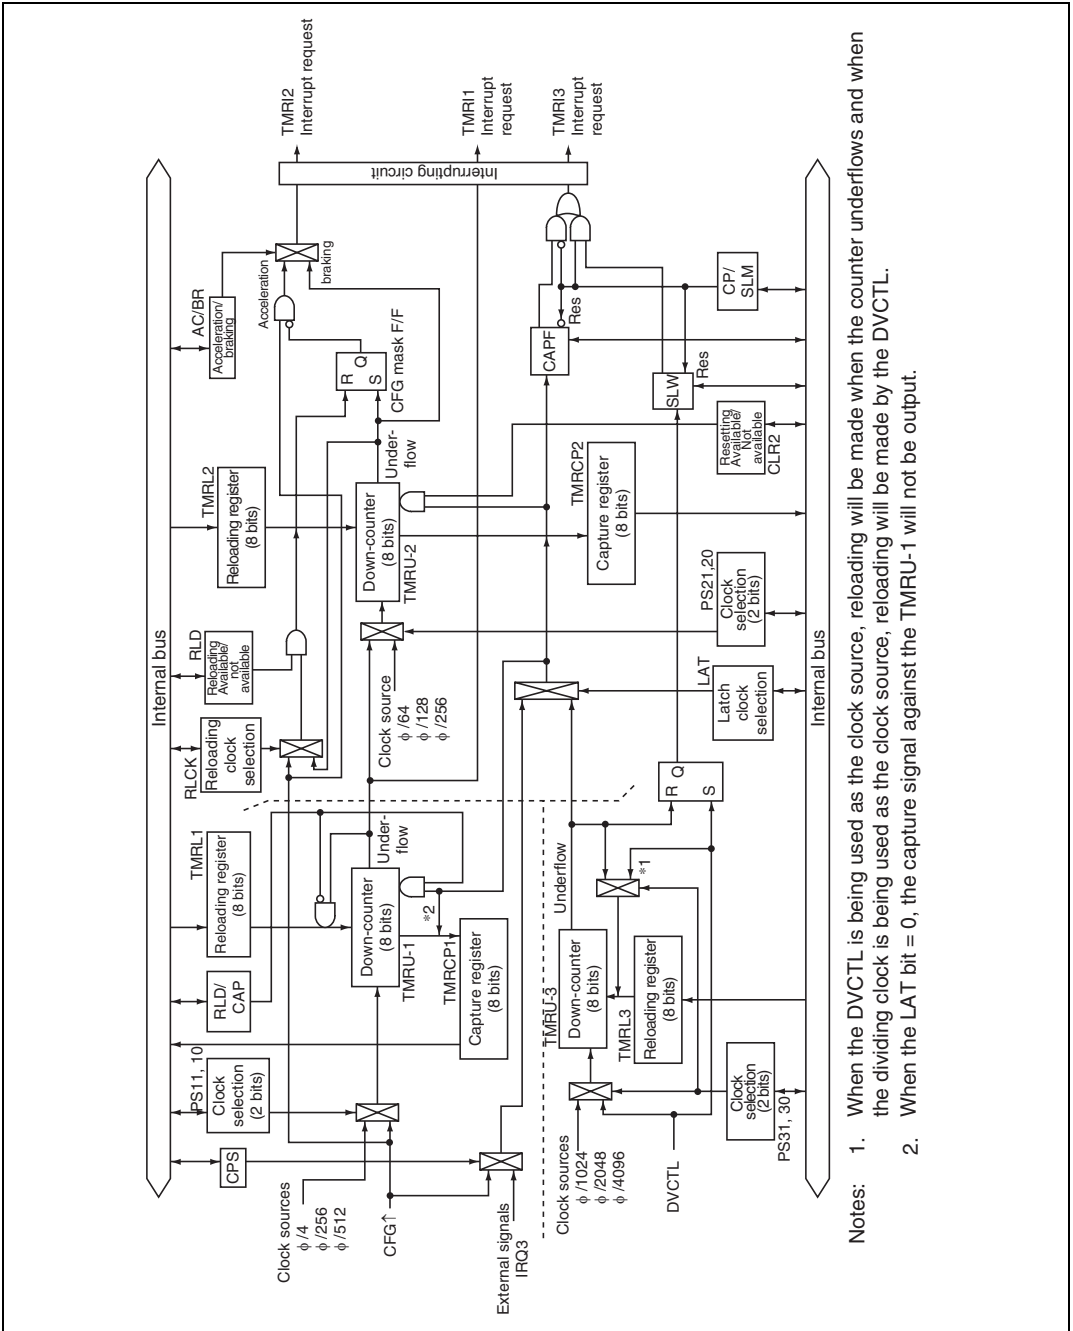 TMRI2
Interrupt request
TMRI1
Interrupt
request
TMRI3
Interrupt
request
Interrupting circuit
Internal bus
AC/BR
Acceleration/
braking
Acceleration
braking
R
Q
S
CFG mask F/F
CAPF
Res
CP/
SLM
SLW
Res
Resetting
Available/
Not
available
CLR2
TMRL2
Reloading register
(8 bits)
Under-
flow
Down-counter
(8 bits)
TMRU-2
TMRCP2
Capture register
(8 bits)
PS21,20
Clock
selection
(2 bits)
RLD
Reloading
Available/
not
available
RLCK
Reloading
clock
selection
Clock source
ϕ /64
ϕ /128
ϕ /256
LAT
Latch
clock
selection
Internal bus
R
Q
S
TMRL1
Reloading register
(8 bits)
Under-
flow
Down-counter
(8 bits)
TMRU-1
*2
TMRCP1
Capture register
(8 bits)
RLD/
CAP
PS11, 10
Clock
selection
(2 bits)
CPS
Underflow
*1
TMRU-3
Down-counter
(8 bits)
TMRL3
Reloading register
(8 bits)
Clock
selection
(2 bits)
PS31, 30
Clock sources
ϕ /4
ϕ /256
ϕ /512
CFG↑
External signals
IRQ3
Clock sources
ϕ /1024
ϕ /2048
ϕ /4096
DVCTL
Notes: 1. When the DVCTL is being used as the clock source, reloading will be made when the counter underflows and when
the dividing clock is being used as the clock source, reloading will be made by the DVCTL.
2. When the LAT bit = 0, the capture signal against the TMRU-1 will not be output.